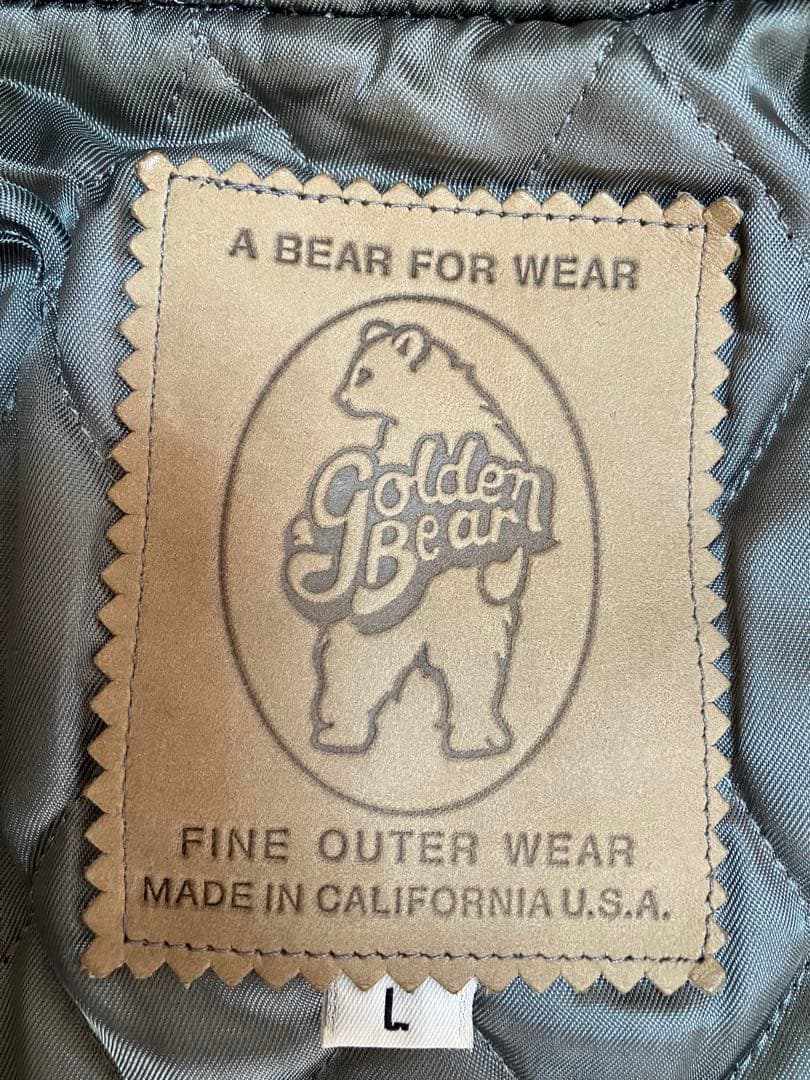 A BEAR FOR WEAR
Golden
Bear
FINE OUTER WEAR
MADE IN CALIFORNIA U.S.A.
L